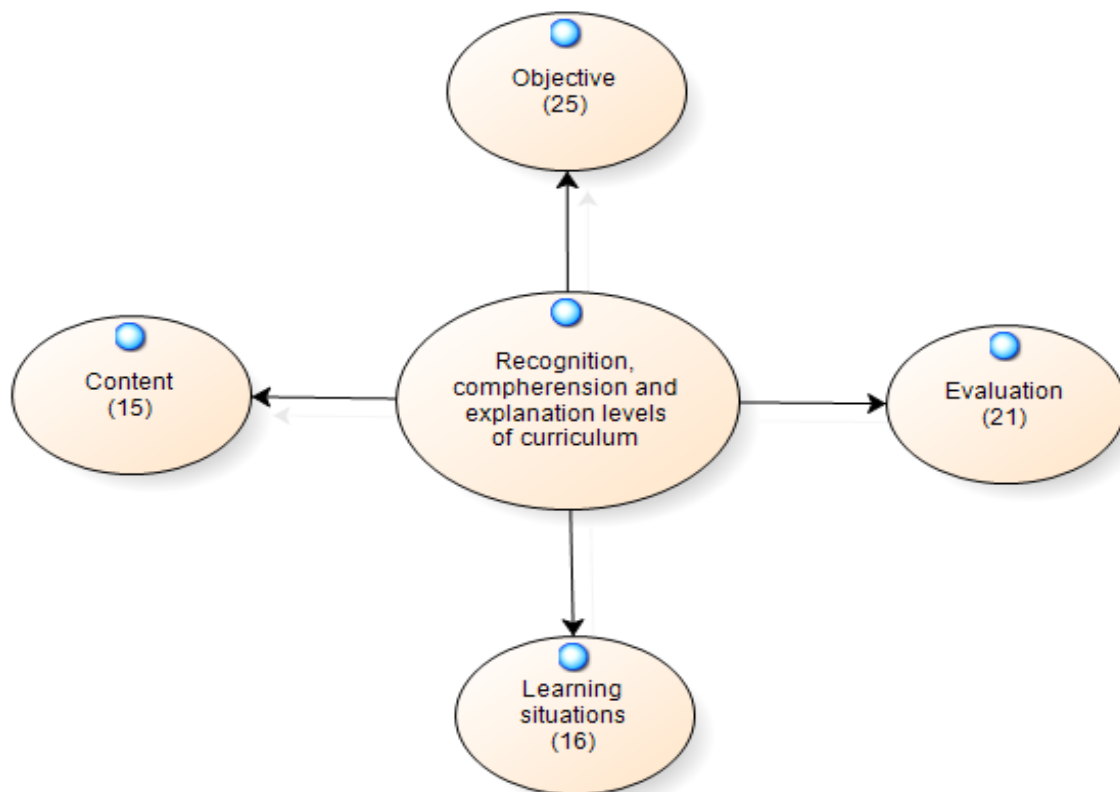 Objective
(25)
Content
(15)
Recognition,
compherension and
explanation levels
of curriculum
Evaluation
(21)
Learning
situations
(16)